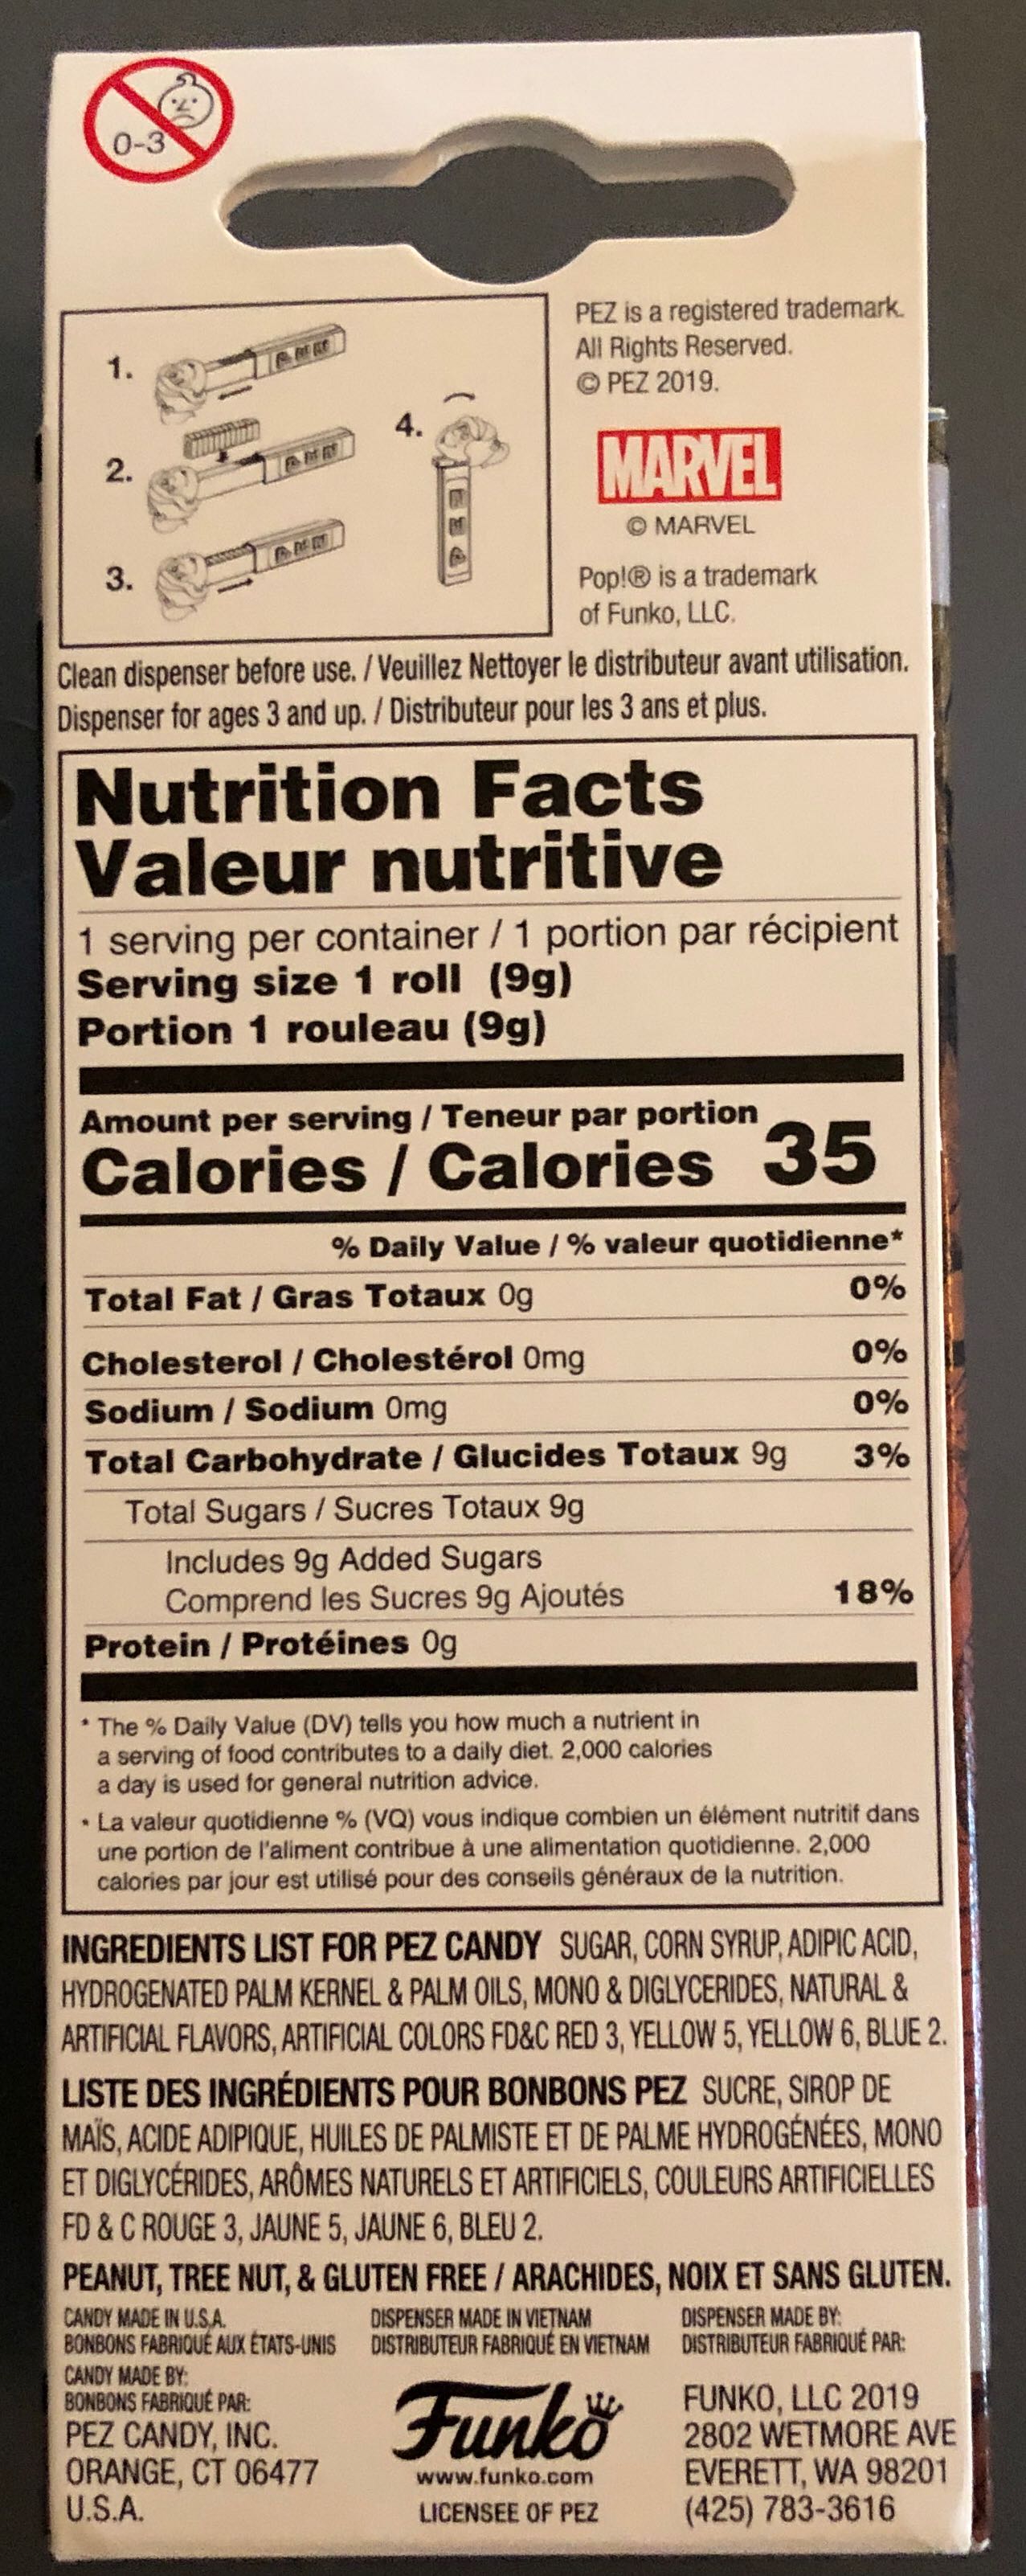 0-3
1.
2.
3.
4.
PEZ is a registered trademark.
All Rights Reserved.
© PEZ 2019.
MARVEL
© MARVEL
Pop!® is a trademark
of Funko, LLC.
Clean dispenser before use. / Veuillez Nettoyer le distributeur avant utilisation.
Dispenser for ages 3 and up. / Distributeur pour les 3 ans et plus.
Nutrition Facts
Valeur nutritive
1 serving per container / 1 portion par récipient
Serving size 1 roll (9g)
Portion 1 rouleau (9g)
Amount per serving / Teneur par portion
Calories / Calories 35
% Daily Value / % valeur quotidienne*
Total Fat / Gras Totaux 0g 0%
Cholesterol / Cholestérol 0mg 0%
Sodium / Sodium 0mg 0%
Total Carbohydrate / Glucides Totaux 9g 3%
Total Sugars / Sucres Totaux 9g
Includes 9g Added Sugars
Comprend les Sucres 9g Ajoutés 18%
Protein / Protéines 0g
* The % Daily Value (DV) tells you how much a nutrient in
a serving of food contributes to a daily diet. 2,000 calories
a day is used for general nutrition advice.
* La valeur quotidienne % (VQ) vous indique combien un élément nutritif dans
une portion de l'aliment contribue à une alimentation quotidienne. 2,000
calories par jour est utilisé pour des conseils généraux de la nutrition.
INGREDIENTS LIST FOR PEZ CANDY SUGAR, CORN SYRUP, ADIPIC ACID,
HYDROGENATED PALM KERNEL & PALM OILS, MONO & DIGLYCERIDES, NATURAL &
ARTIFICIAL FLAVORS, ARTIFICIAL COLORS FD&C RED 3, YELLOW 5, YELLOW 6, BLUE 2.
LISTE DES INGRÉDIENTS POUR BONBONS PEZ SUCRE, SIROP DE
MAÏS, ACIDE ADIPIQUE, HUILES DE PALMISTE ET DE PALME HYDROGÉNÉES, MONO
ET DIGLYCÉRIDES, ARÔMES NATURELS ET ARTIFICIELS, COULEURS ARTIFICIELLES
FD & C ROUGE 3, JAUNE 5, JAUNE 6, BLEU 2.
PEANUT, TREE NUT, & GLUTEN FREE / ARACHIDES, NOIX ET SANS GLUTEN.
CANDY MADE IN U.S.A.
BONBONS FABRIQUÉ AUX ÉTATS-UNIS
CANDY MADE BY:
BONBONS FABRIQUÉ PAR:
PEZ CANDY, INC.
ORANGE, CT 06477
U.S.A.
DISPENSER MADE IN VIETNAM
DISTRIBUTEUR FABRIQUÉ EN VIETNAM
Funko
www.funko.com
LICENSEE OF PEZ
DISPENSER MADE BY:
DISTRIBUTEUR FABRIQUÉ PAR:
FUNKO, LLC 2019
2802 WETMORE AVE
EVERETT, WA 98201
(425) 783-3616